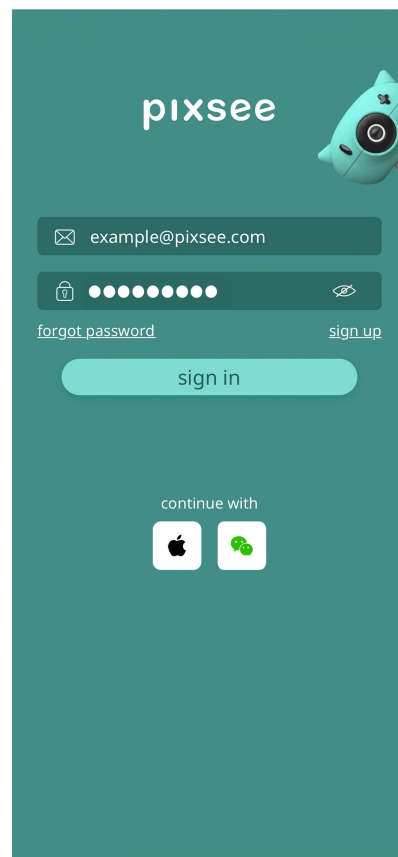 pixsee
example@pixsee.com
●●●●●●●●●
forgot password sign up
sign in
continue with